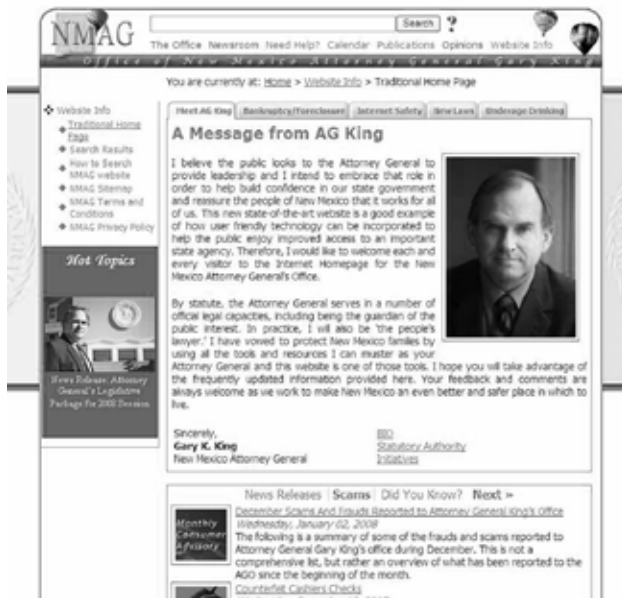 NMAG
Search ?
The Office Newsroom Need Help? Calendar Publications Opinions Website Info
Office of New Mexico Attorney General Gary King
You are currently at: Home > Website Info > Traditional Home Page
Website Info
Traditional Home
Page
Search Results
How to Search
NMAG website
NMAG Sitemap
NMAG Terms and
Conditions
NMAG Privacy Policy
Hot Topics
News Release: Attorney
General's Legislative
Package for 2008 Session
Meet AG King Bankruptcy/Foreclosure Internet Safety New Laws Underage Drinking
A Message from AG King
I believe the public looks to the Attorney General to
provide leadership and I intend to embrace that role in
order to help build confidence in our state government
and reassure the people of New Mexico that it works for all
of us. This new state-of-the-art website is a good example
of how user friendly technology can be incorporated to
help the public enjoy improved access to an important
state agency. Therefore, I would like to welcome each and
every visitor to the Internet Homepage for the New
Mexico Attorney General's Office.
By statute, the Attorney General serves in a number of
official legal capacities, including being the guardian of the
public interest. In practice, I will also be 'the people's
lawyer.' I have vowed to protect New Mexico families by
using all the tools and resources I can muster as your
Attorney General and this website is one of those tools. I hope you will take advantage of
the frequently updated information provided here. Your feedback and comments are
always welcome as we work to make New Mexico an even better and safer place in which to
live.
Sincerely,
Gary K. King
New Mexico Attorney General
BIO
Statutory Authority
Initiatives
News Releases | Scams | Did You Know? Next »
Monthly
Consumer
Advisory
December Scams And Frauds Reported to Attorney General King's Office
Wednesday, January 02, 2008
The following is a summary of some of the frauds and scams reported to
Attorney General Gary King's office during December. This is not a
comprehensive list, but rather an overview of what has been reported to the
AGO since the beginning of the month.
Counterfeit Cashiers Checks